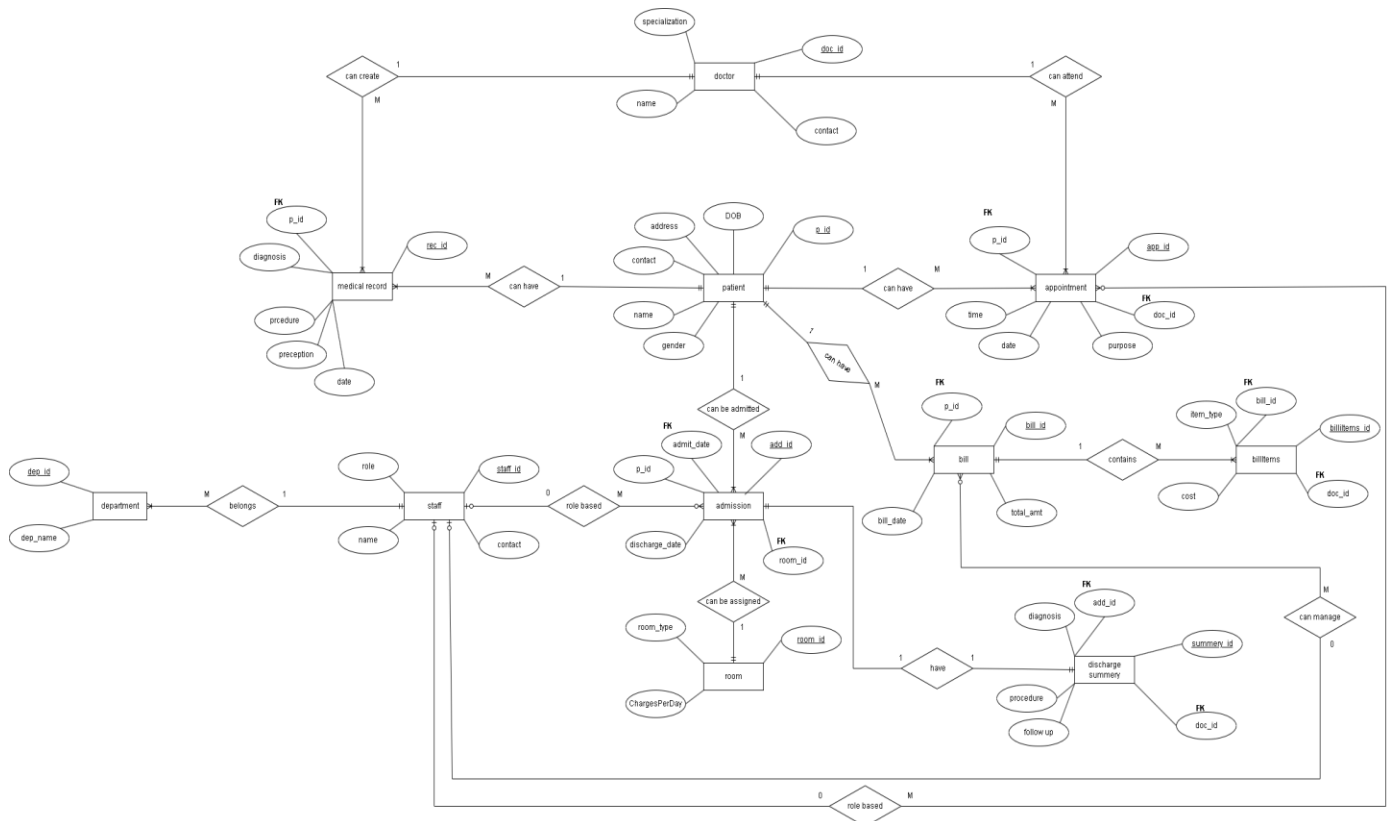 specialization
doc_id
can create
1
doctor
1
can attend
M
name
contact
M
FK
p_id
rec_id
diagnosis
medical record
M
can have
1
prcedure
preception
date
DOB
address
p_id
contact
patient
name
gender
1
can have
M
FK
p_id
app_id
appointment
FK
doc_id
time
date
purpose
can have
M
1
can be admitted
M
FK
p_id
bill_id
bill
1
contains
M
bill_date
total_amt
FK
bill_id
item_type
billiItems_id
billItems
FK
doc_id
cost
dep_id
department
dep_name
M
belongs
1
role
staff_id
staff
name
contact
0
role based
M
FK
admit_date
add_id
p_id
admission
discharge_date
FK
room_id
M
can be assigned
1
room_type
room_id
room
ChargesPerDay
1
have
1
FK
add_id
diagnosis
summery_id
discharge
summery
procedure
FK
doc_id
follow up
M
can manage
0
0
role based
M